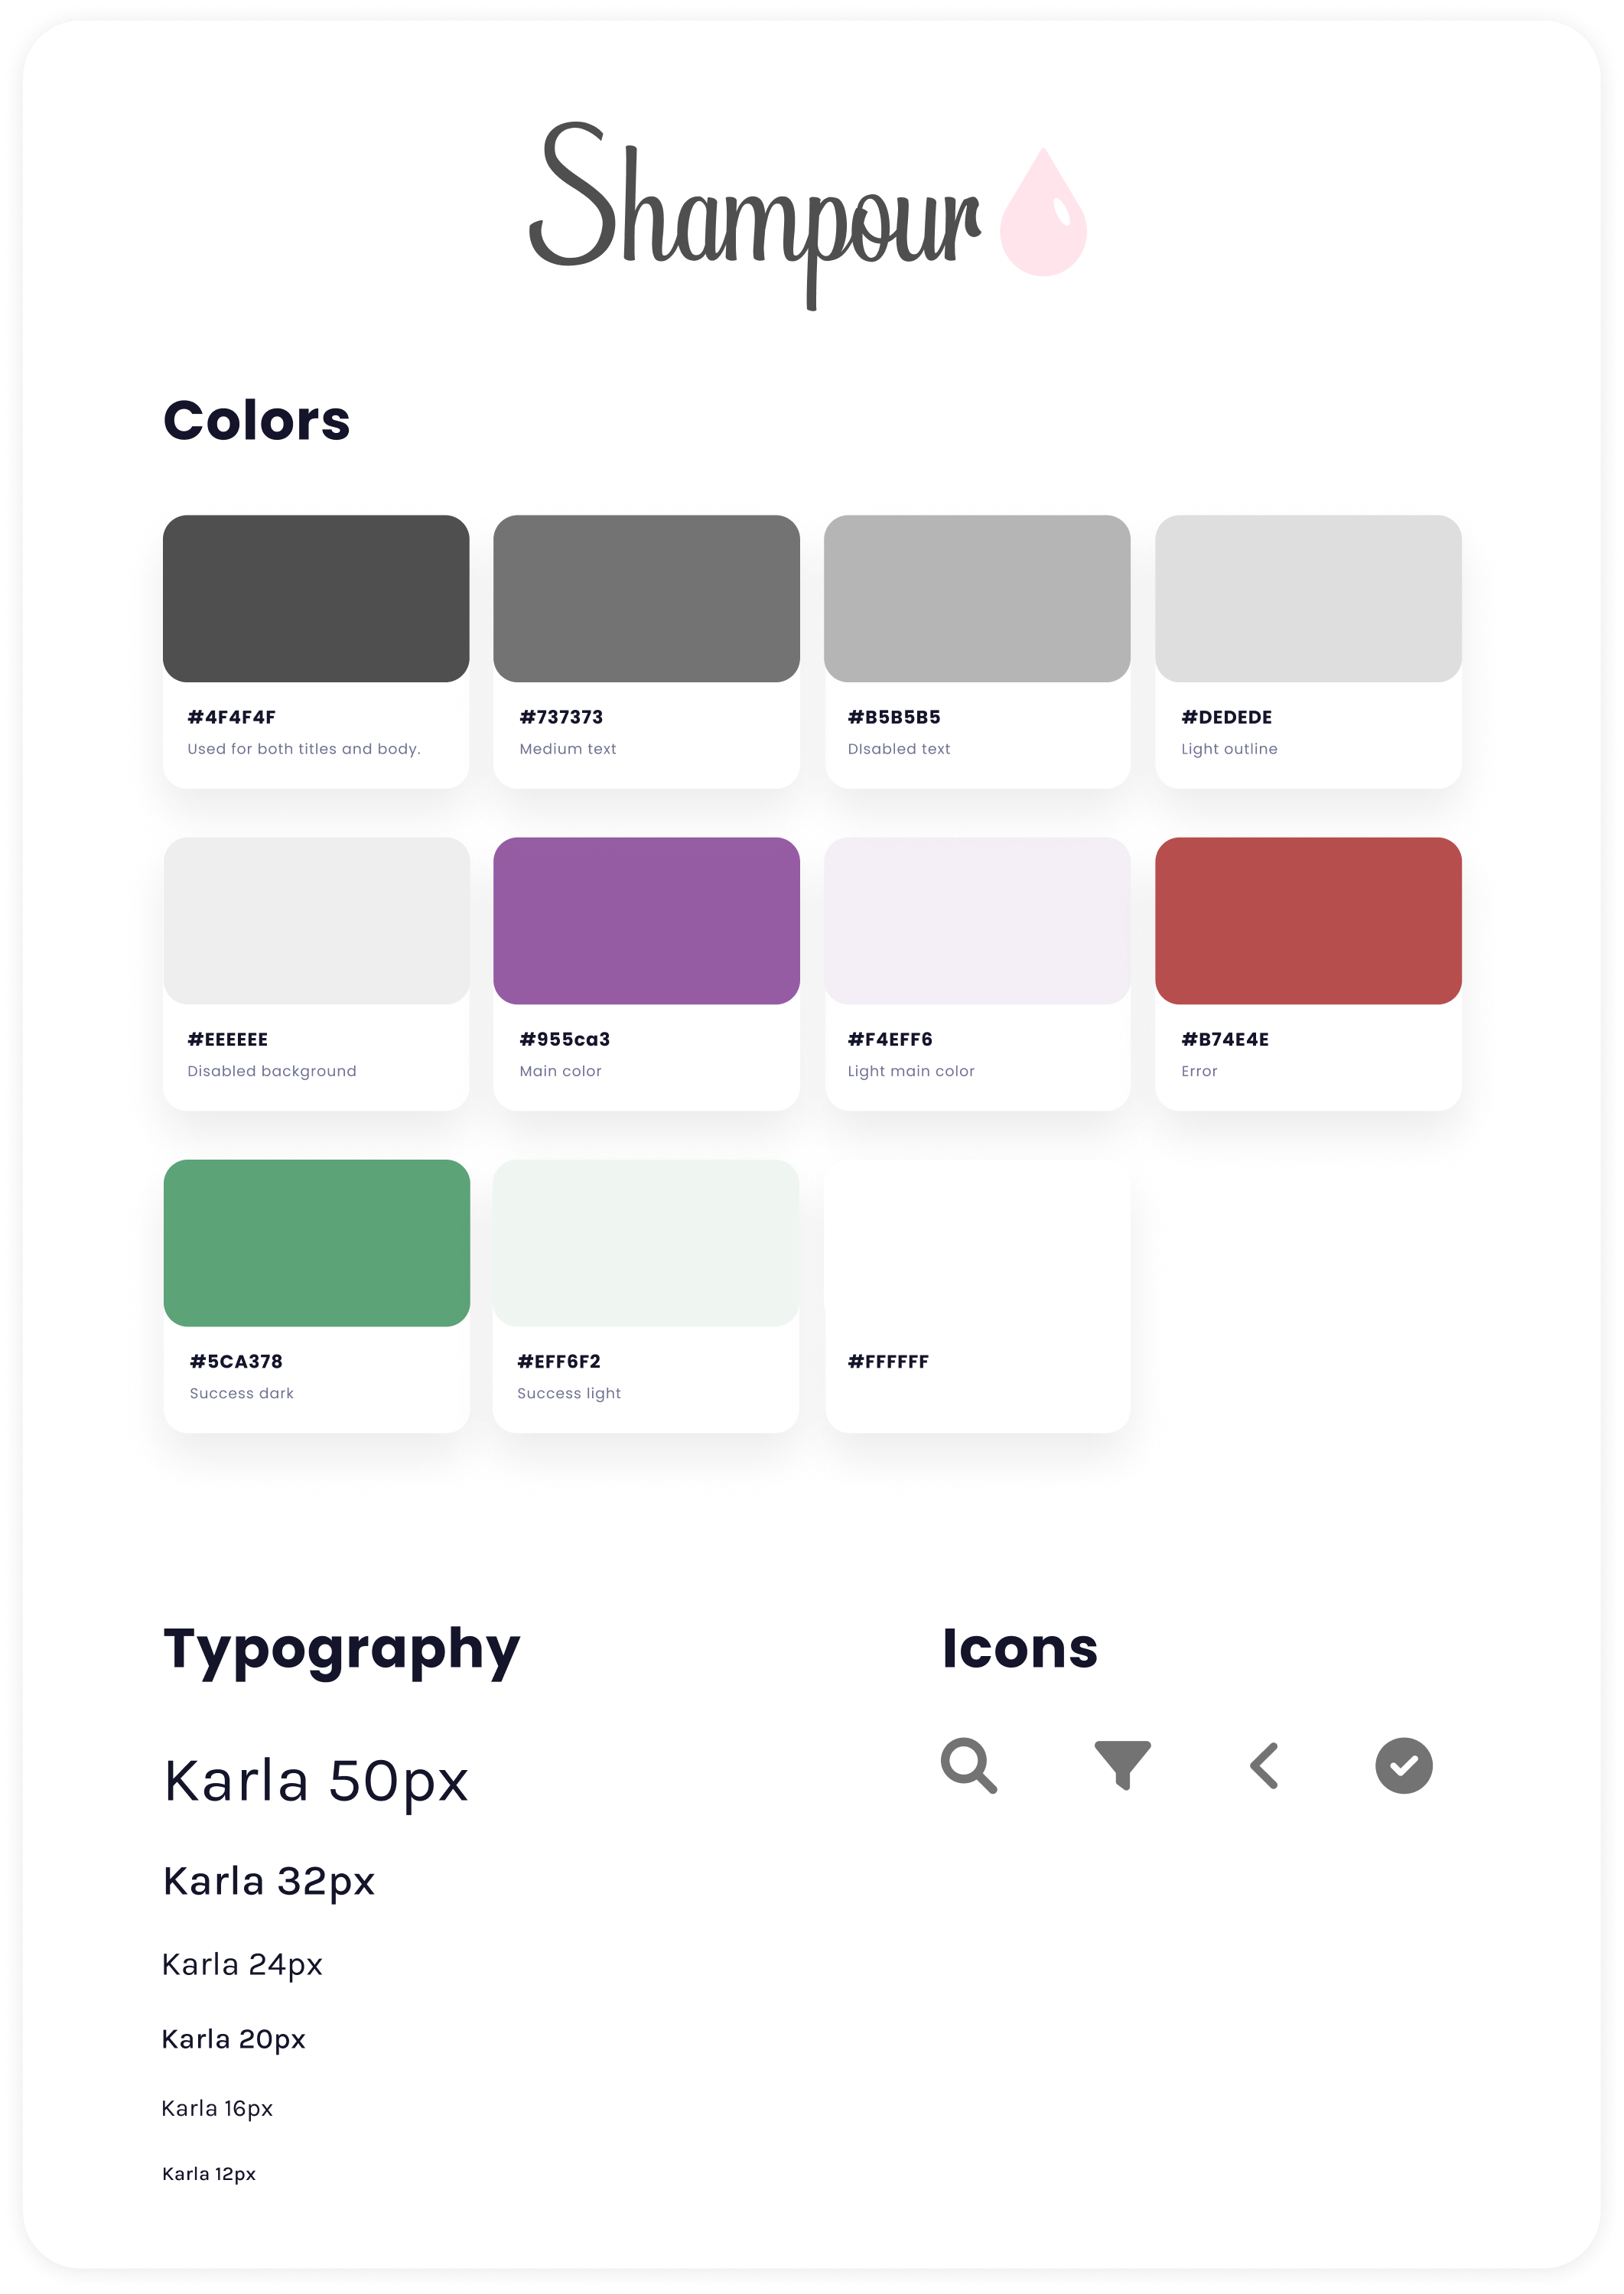 Shampour
Colors
#4F4F4F
Used for both titles and body.
#737373
Medium text
#B5B5B5
DIsabled text
#DEDEDE
Light outline
#EEEEEE
Disabled background
#955ca3
Main color
#F4EFF6
Light main color
#B74E4E
Error
#5CA378
Success dark
#EFF6F2
Success light
#FFFFFF
Typography
Karla 50px
Karla 32px
Karla 24px
Karla 20px
Karla 16px
Karla 12px
Icons